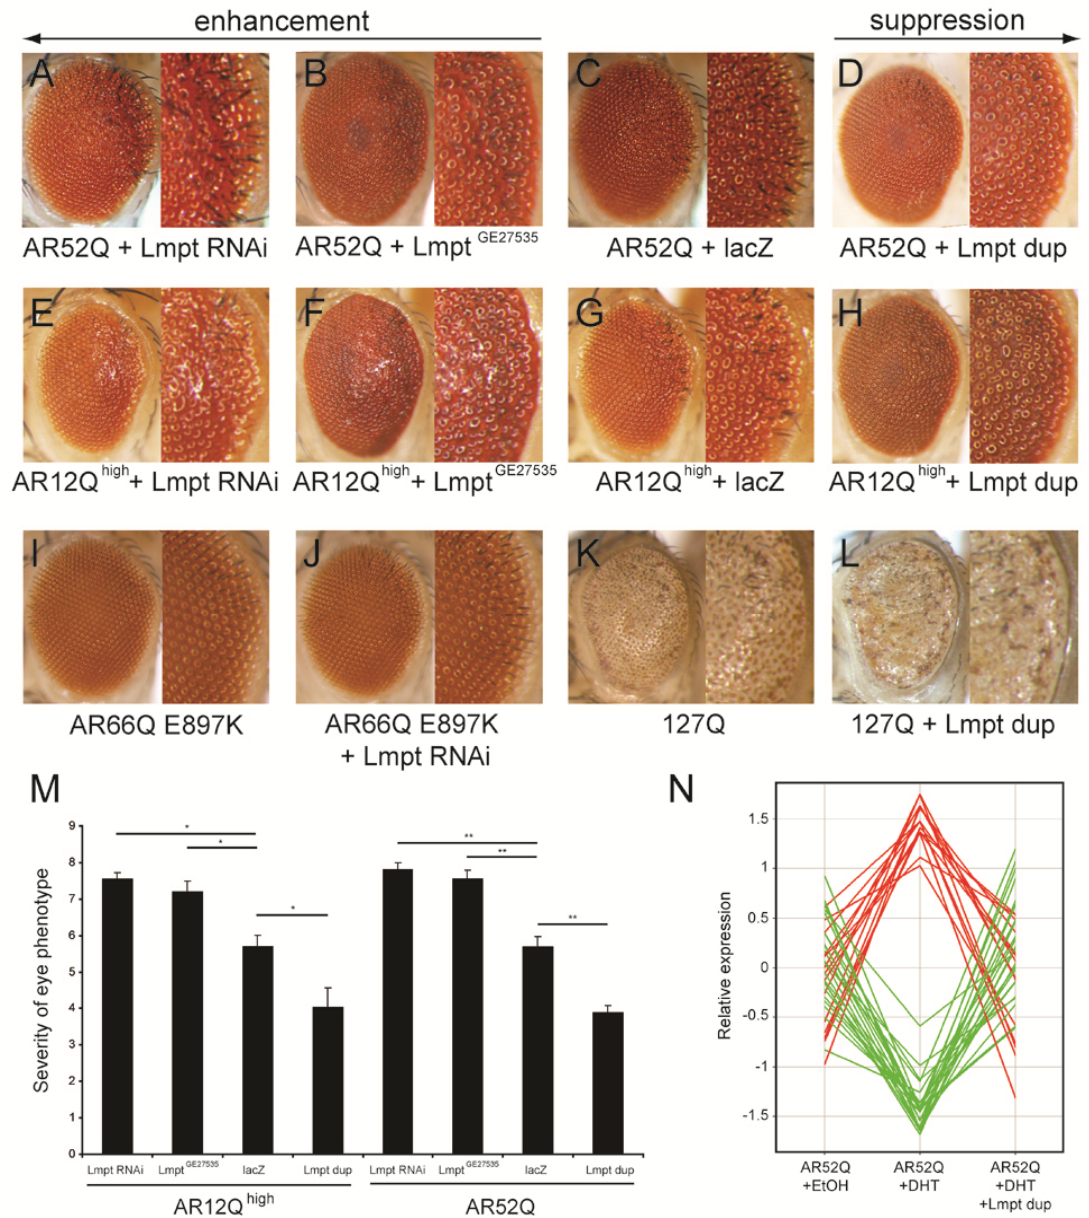 enhancement
suppression
A
B
C
D
AR52Q + Lmpt RNAi
AR52Q + Lmpt GE27535
AR52Q + lacZ
AR52Q + Lmpt dup
E
F
G
H
AR12Q high + Lmpt RNAi
AR12Q high + Lmpt GE27535
AR12Q high + lacZ
AR12Q high + Lmpt dup
I
J
K
L
AR66Q E897K
AR66Q E897K
+ Lmpt RNAi
127Q
127Q + Lmpt dup
M
Severity of eye phenotype
9
8
7
6
5
4
3
2
1
0
*
*
*
**
**
**
Lmpt RNAi
Lmpt GE27535
lacZ
Lmpt dup
Lmpt RNAi
Lmpt GE27535
lacZ
Lmpt dup
AR12Q high
AR52Q
N
Relative expression
1.5
1
0.5
0
-0.5
-1
-1.5
AR52Q
+EtOH
AR52Q
+DHT
AR52Q
+DHT
+Lmpt dup